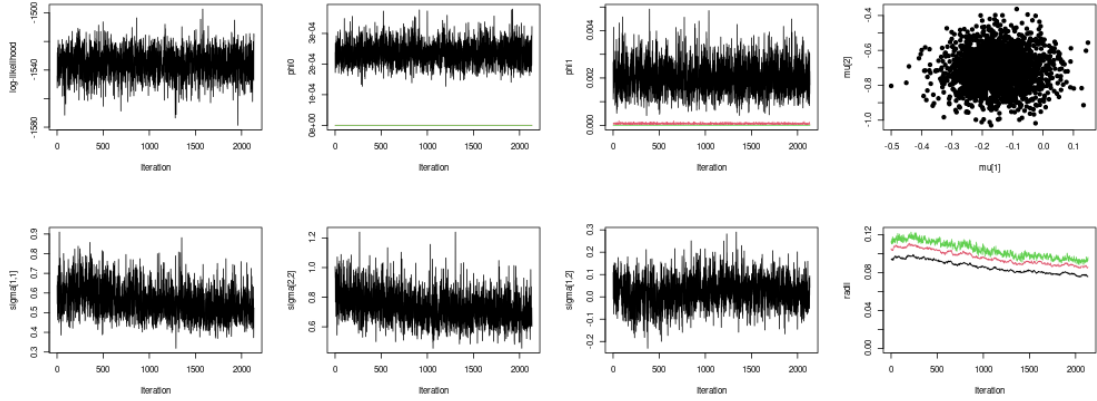 log-likelihood
-1580
-1540
-1500
0 500 1000 1500 2000
Iteration
phi0
0e+00 1e-04 2e-04 3e-04
0 500 1000 1500 2000
Iteration
phi1
0.000 0.002 0.004
0 500 1000 1500 2000
Iteration
mu[2]
-1.0 -0.8 -0.6 -0.4
-0.5 -0.4 -0.3 -0.2 -0.1 0.0 0.1
mu[1]
sigma[1,1]
0.3 0.4 0.5 0.6 0.7 0.8 0.9
0 500 1000 1500 2000
Iteration
sigma[2,2]
0.6 0.8 1.0 1.2
0 500 1000 1500 2000
Iteration
sigma[1,2]
-0.2 -0.1 0.0 0.1 0.2 0.3
0 500 1000 1500 2000
Iteration
radii
0.00 0.04 0.08 0.12
0 500 1000 1500 2000
Iteration